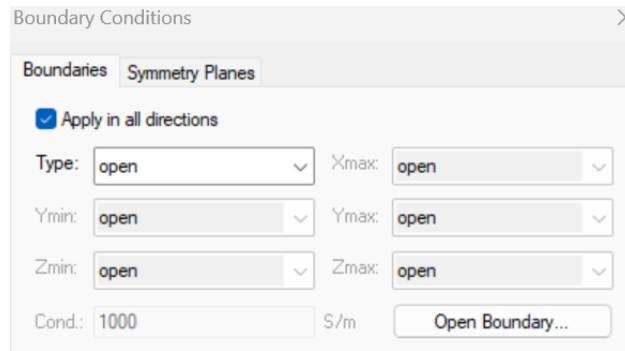 Boundary Conditions
Boundaries Symmetry Planes
Apply in all directions
Type: open Xmax: open
Ymin: open Ymax: open
Zmin: open Zmax: open
Cond.: 1000 S/m Open Boundary...